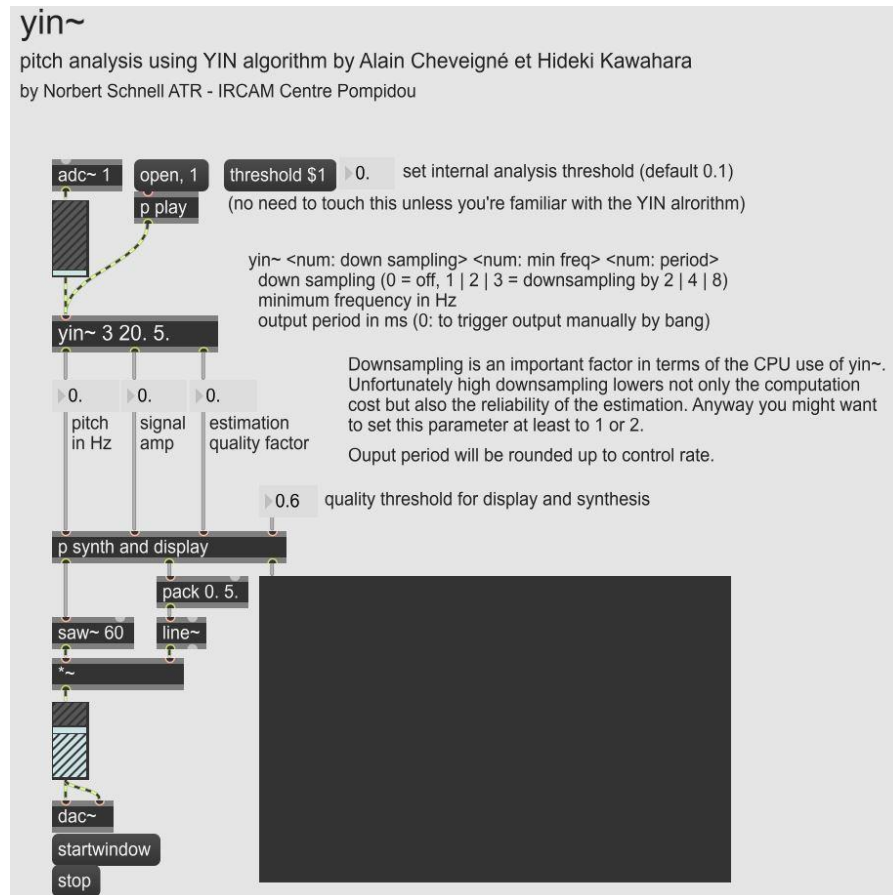 yin~
pitch analysis using YIN algorithm by Alain Cheveigné et Hideki Kawahara
by Norbert Schnell ATR - IRCAM Centre Pompidou
adc~ 1
open, 1
threshold $1
0.
set internal analysis threshold (default 0.1)
p play
(no need to touch this unless you're familiar with the YIN alrorithm)
yin~ <num: down sampling> <num: min freq> <num: period>
down sampling (0 = off, 1 | 2 | 3 = downsampling by 2 | 4 | 8)
minimum frequency in Hz
output period in ms (0: to trigger output manually by bang)
yin~ 3 20. 5.
Downsampling is an important factor in terms of the CPU use of yin~.
Unfortunately high downsampling lowers not only the computation
cost but also the reliability of the estimation. Anyway you might want
to set this parameter at least to 1 or 2.
Ouput period will be rounded up to control rate.
0.
0.
0.
pitch
in Hz
signal
amp
estimation
quality factor
0.6
quality threshold for display and synthesis
p synth and display
pack 0. 5.
saw~ 60
line~
*~
dac~
startwindow
stop